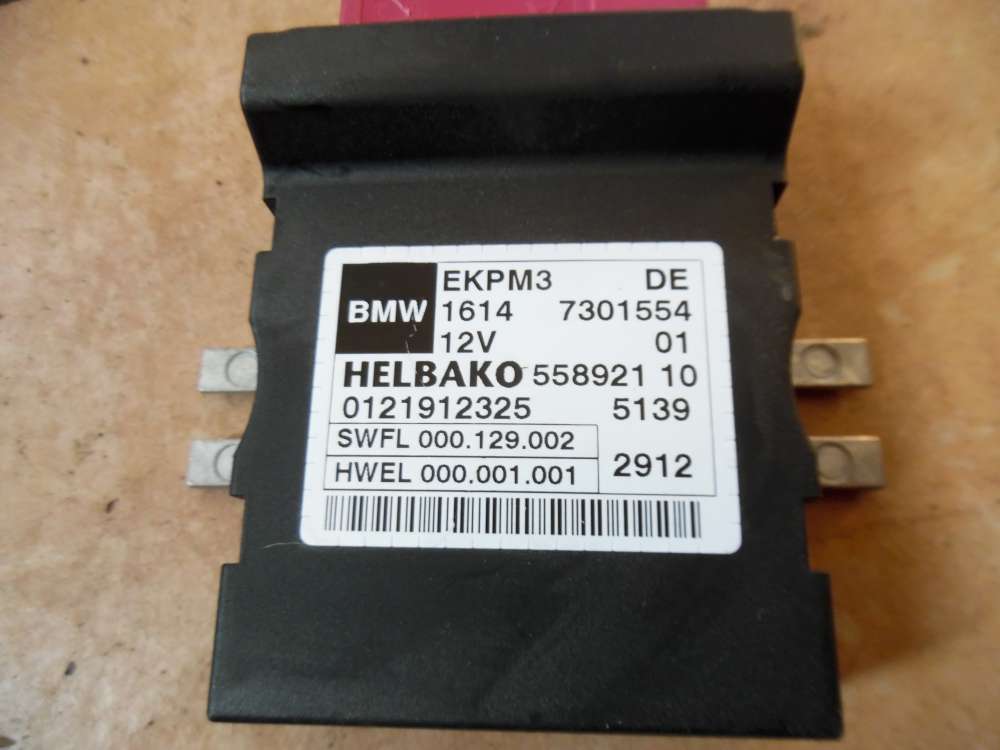 BMW
EKPM3 DE
1614 7301554
12V 01
HELBAKO 558921 10
0121912325 5139
SWFL 000.129.002
HWEL 000.001.001
2912